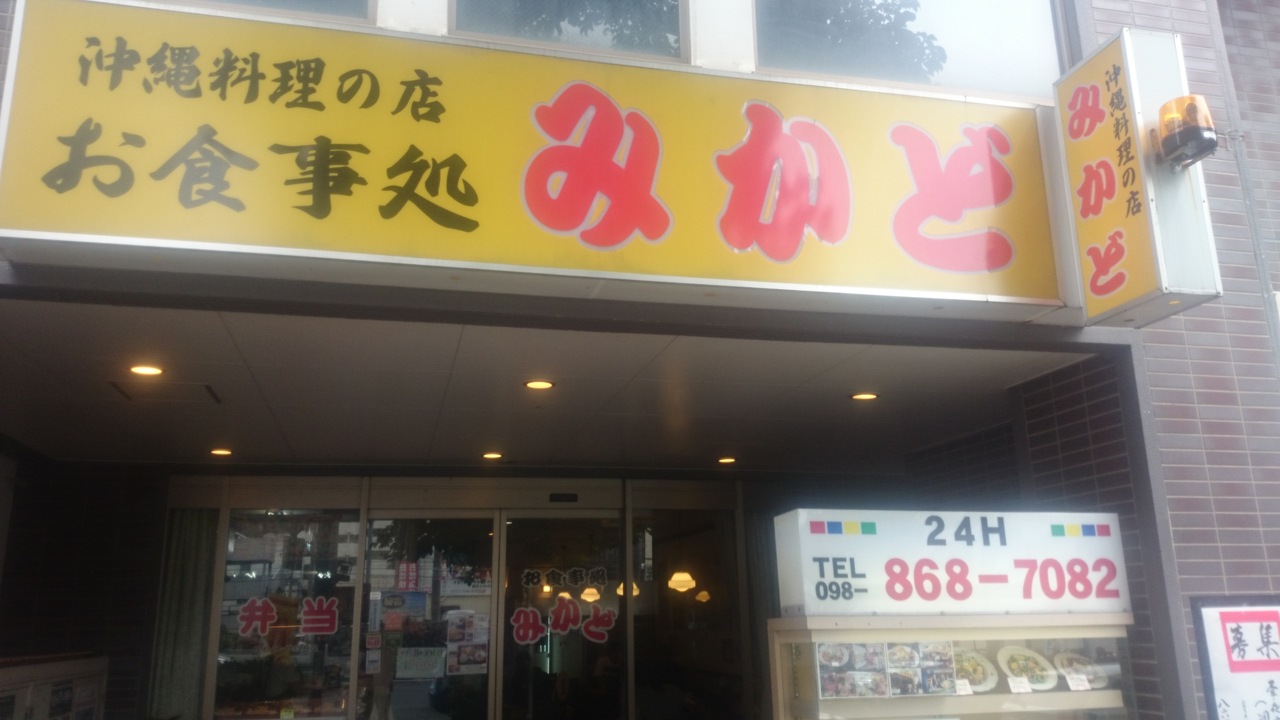 沖縄料理の店
お食事処
みかど
沖縄料理の店
みかど
24H
TEL
098-
868-7082
お食事処
みかど
弁当
募集